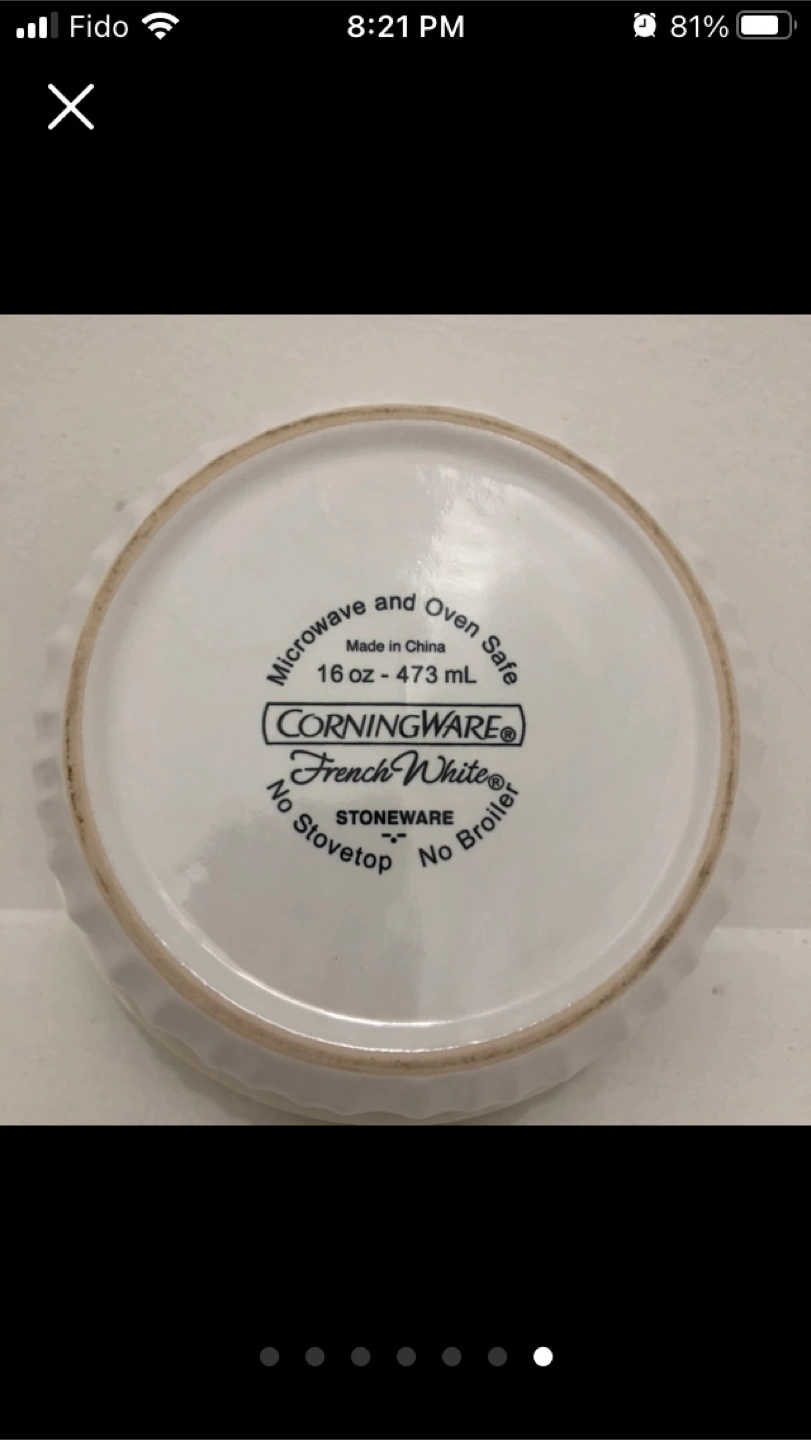 Fido 8:21 PM 81%
Microwave and Oven Safe
Made in China
16 oz - 473 mL
CORNINGWARE®
French White®
STONEWARE
No Stovetop No Broiler